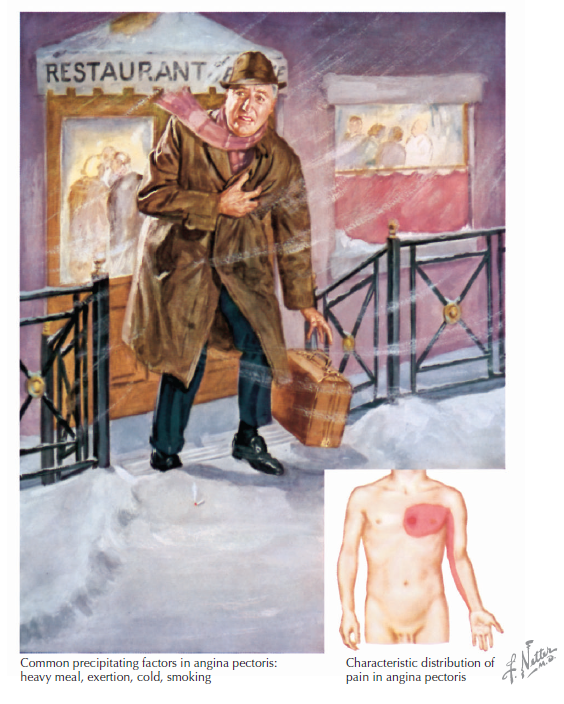 RESTAURANT
Common precipitating factors in angina pectoris:
heavy meal, exertion, cold, smoking
Characteristic distribution of
pain in angina pectoris
F. Netter
M.D.